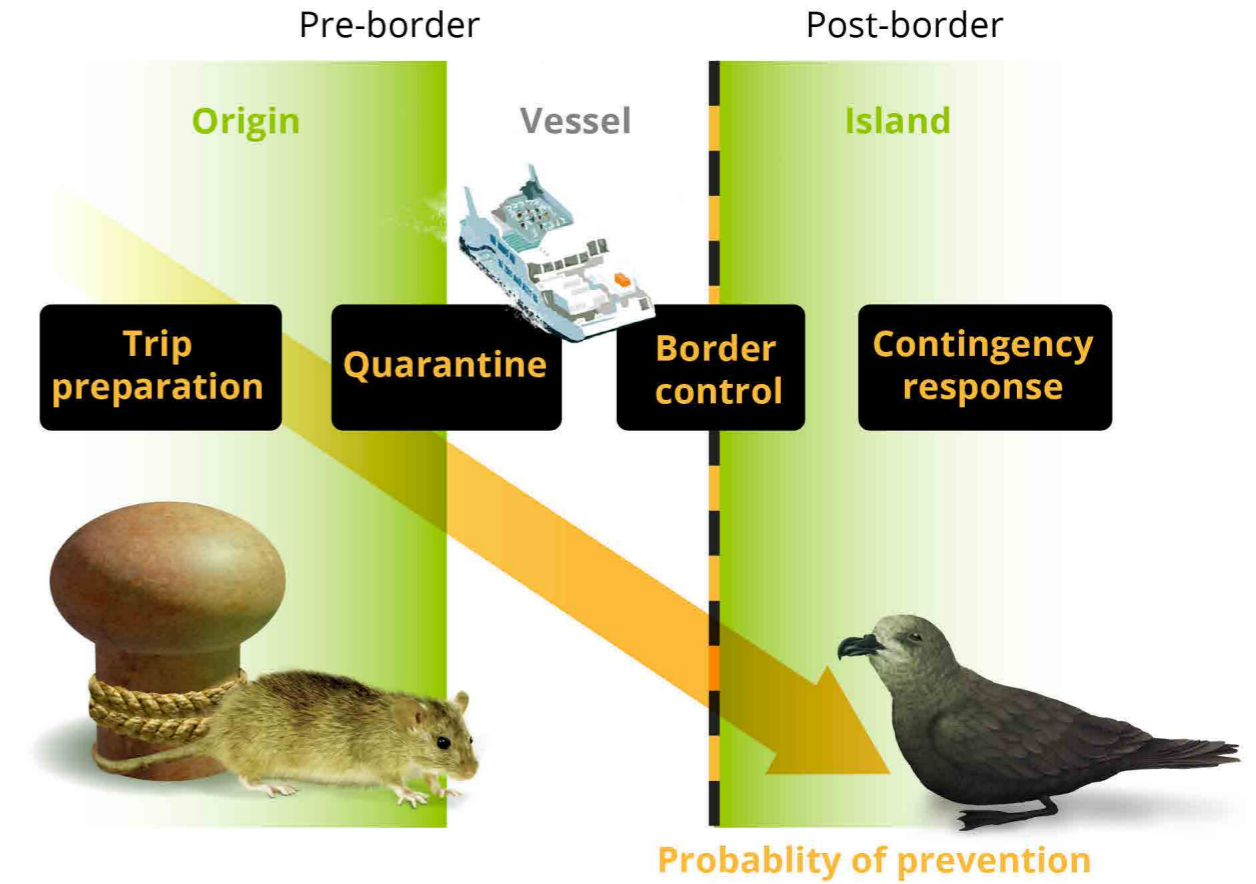 Pre-border
Post-border
Origin
Vessel
Island
Trip
preparation
Quarantine
Border
control
Contingency
response
Probablity of prevention